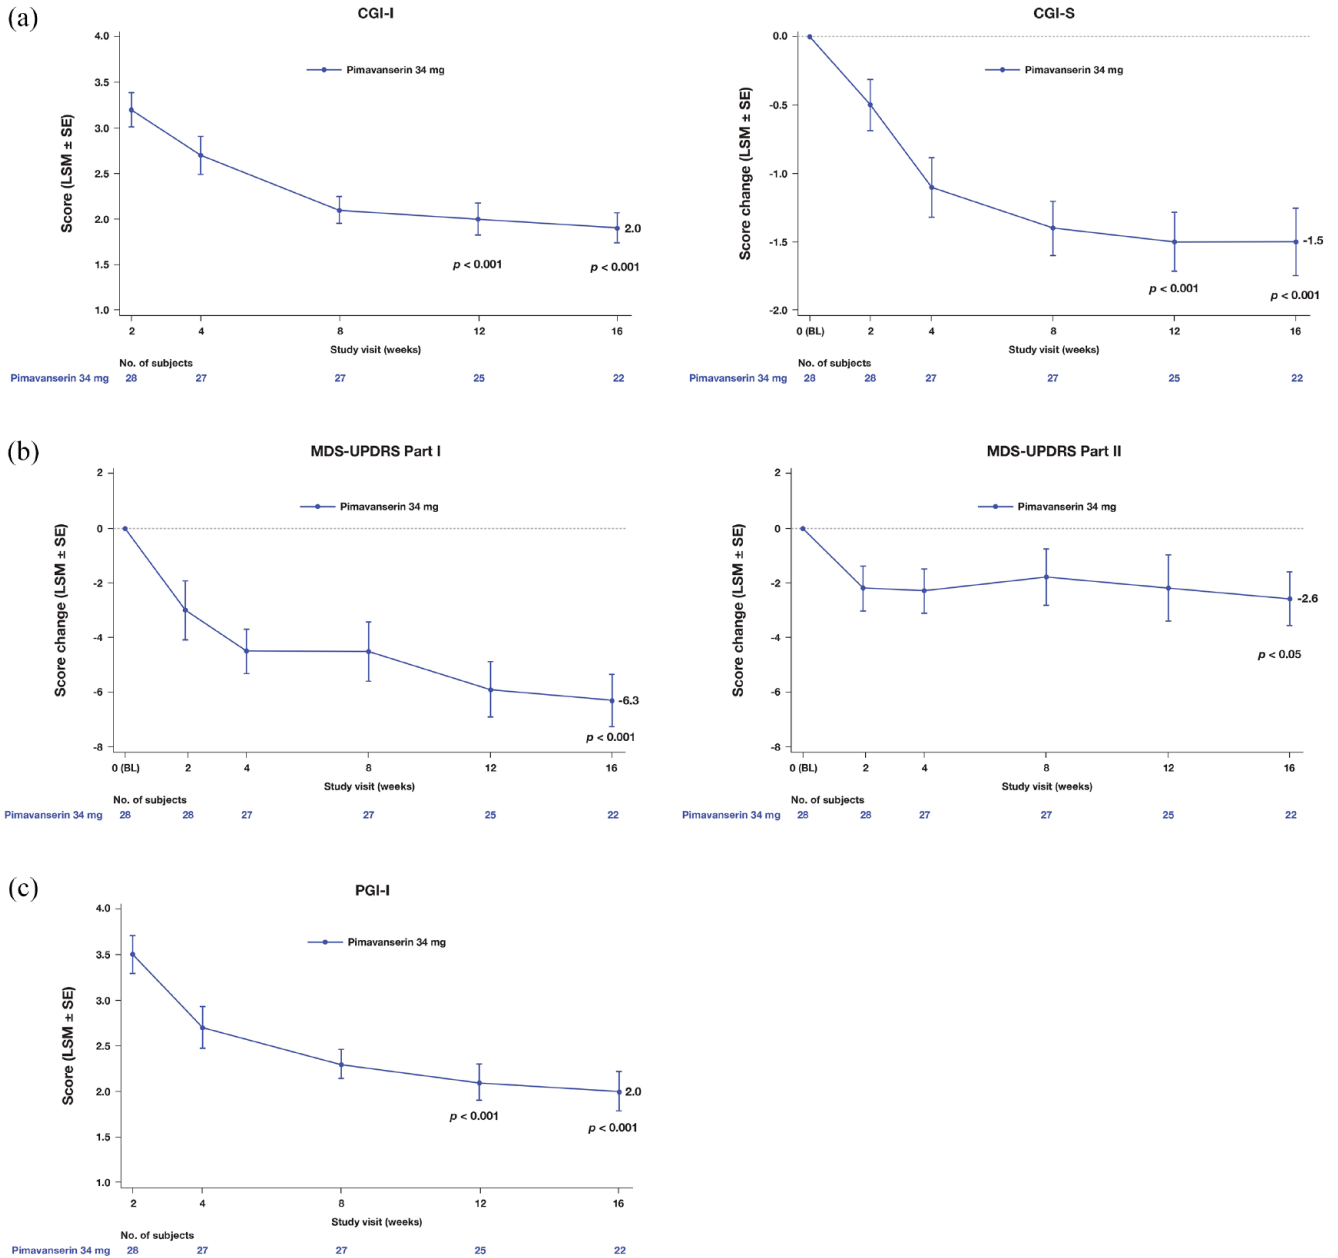 (a)
CGI-I
4.0
3.5
3.0
2.5
2.0
1.5
1.0
Score (LSM ± SE)
Pimavanserin 34 mg
2.0
p < 0.001
p < 0.001
2 4 8 12 16
Study visit (weeks)
No. of subjects
Pimavanserin 34 mg 28 27 27 25 22
CGI-S
0.0
-0.5
-1.0
-1.5
-2.0
Score change (LSM ± SE)
Pimavanserin 34 mg
-1.5
p < 0.001
p < 0.001
0 (BL) 2 4 8 12 16
Study visit (weeks)
No. of subjects
Pimavanserin 34 mg 28 28 27 27 25 22
(b)
MDS-UPDRS Part I
2
0
-2
-4
-6
-8
Score change (LSM ± SE)
Pimavanserin 34 mg
-6.3
p < 0.001
0 (BL) 2 4 8 12 16
Study visit (weeks)
No. of subjects
Pimavanserin 34 mg 28 28 27 27 25 22
MDS-UPDRS Part II
2
0
-2
-4
-6
-8
Score change (LSM ± SE)
Pimavanserin 34 mg
-2.6
p < 0.05
0 (BL) 2 4 8 12 16
Study visit (weeks)
No. of subjects
Pimavanserin 34 mg 28 28 27 27 25 22
(c)
PGI-I
4.0
3.5
3.0
2.5
2.0
1.5
1.0
Score (LSM ± SE)
Pimavanserin 34 mg
2.0
p < 0.001
p < 0.001
2 4 8 12 16
Study visit (weeks)
No. of subjects
Pimavanserin 34 mg 28 27 27 25 22